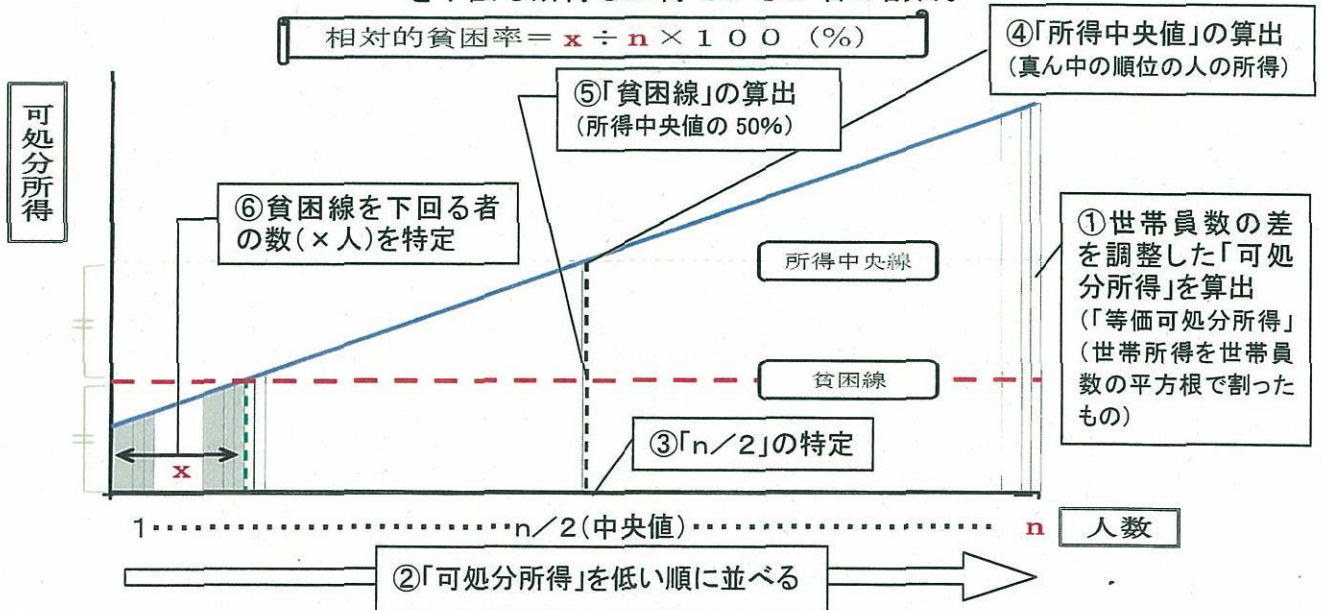 相対的貧困率＝x÷n×100（％）
④「所得中央値」の算出
（真ん中の順位の人の所得）
⑤「貧困線」の算出
（所得中央値の50％）
可処分所得
⑥貧困線を下回る者
の数（×人）を特定
①世帯員数の差
を調整した「可処
分所得」を算出
（「等価可処分所得」
（世帯所得を世帯員
数の平方根で割った
もの）
所得中央線
貧困線
x
③「n／2」の特定
1‥‥‥‥‥‥‥‥‥n／2（中央値）‥‥‥‥‥‥‥‥‥ n
人数
②「可処分所得」を低い順に並べる